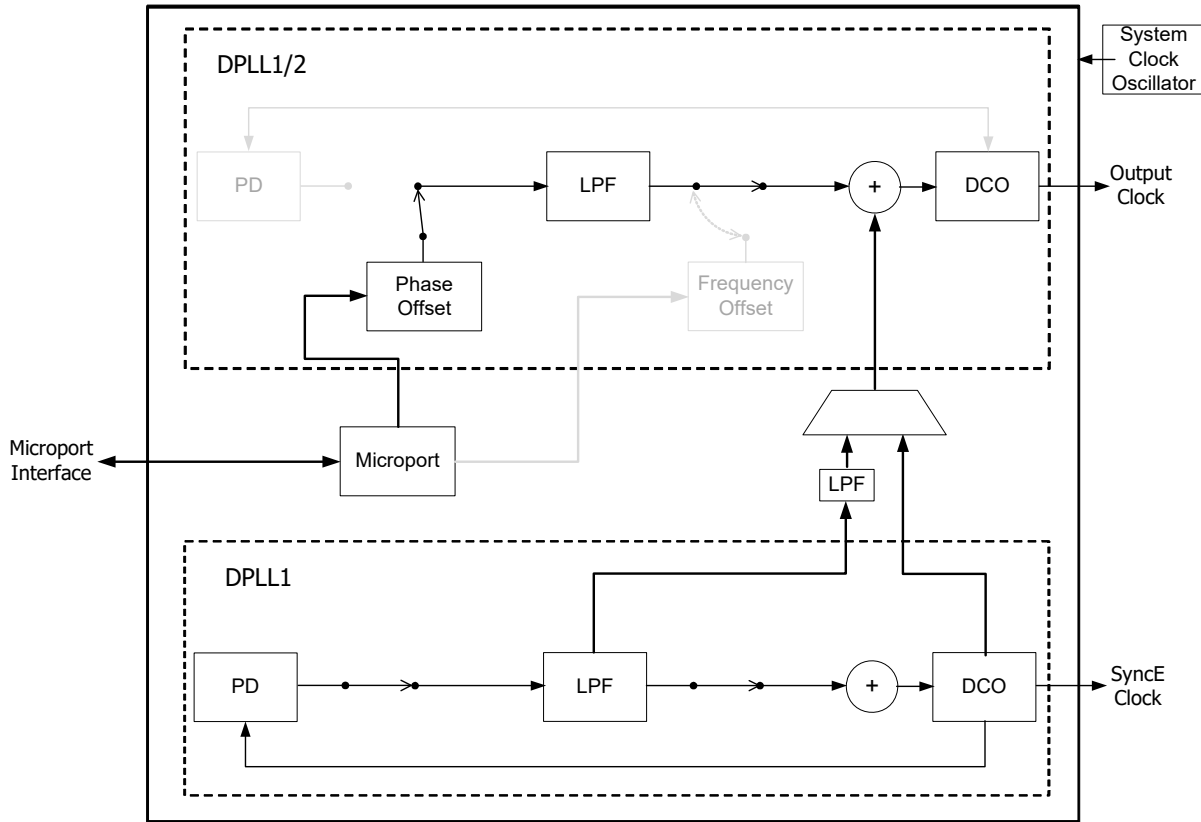 System
Clock
Oscillator
DPLL1/2
PD
LPF
+
DCO
Output
Clock
Phase
Offset
Frequency
Offset
Microport
Interface
Microport
LPF
DPLL1
PD
LPF
+
DCO
SyncE
Clock